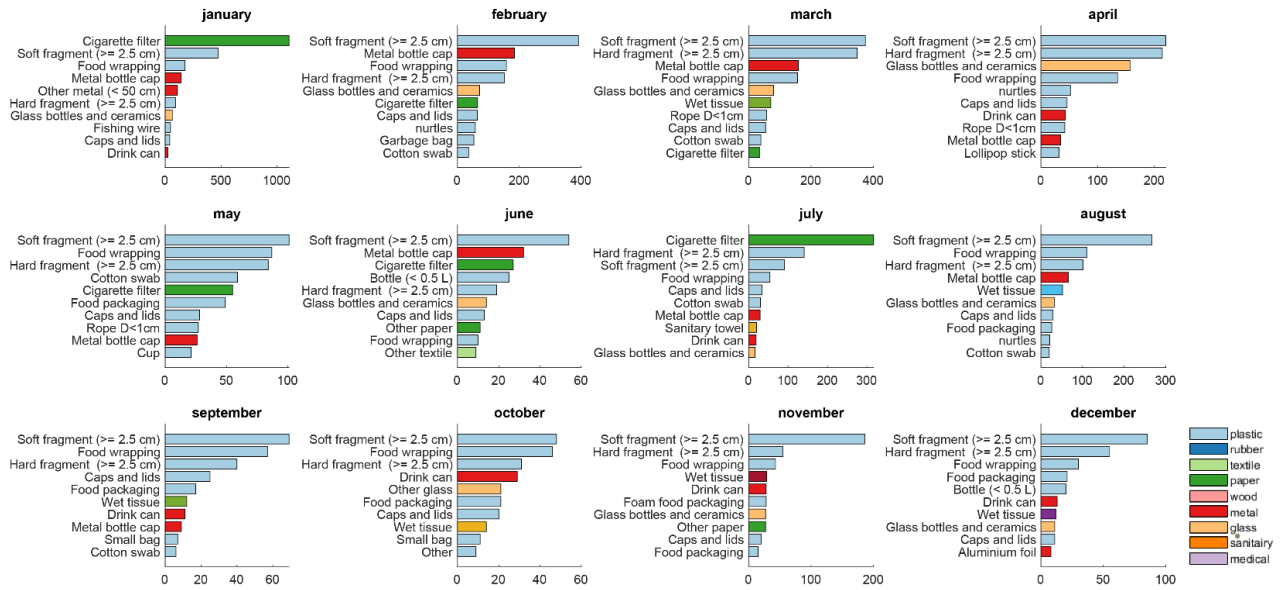 january
Cigarette filter
Soft fragment (>= 2.5 cm)
Food wrapping
Metal bottle cap
Other metal (< 50 cm)
Hard fragment (>= 2.5 cm)
Glass bottles and ceramics
Fishing wire
Caps and lids
Drink can
0 500 1000
february
Soft fragment (>= 2.5 cm)
Metal bottle cap
Food wrapping
Hard fragment (>= 2.5 cm)
Glass bottles and ceramics
Cigarette filter
Caps and lids
nurtles
Garbage bag
Cotton swab
0 200 400
march
Soft fragment (>= 2.5 cm)
Hard fragment (>= 2.5 cm)
Metal bottle cap
Food wrapping
Glass bottles and ceramics
Wet tissue
Rope D<1cm
Caps and lids
Cotton swab
Cigarette filter
0 100 200 300 400
april
Soft fragment (>= 2.5 cm)
Hard fragment (>= 2.5 cm)
Glass bottles and ceramics
Food wrapping
nurtles
Caps and lids
Drink can
Rope D<1cm
Metal bottle cap
Lollipop stick
0 100 200
may
Soft fragment (>= 2.5 cm)
Food wrapping
Hard fragment (>= 2.5 cm)
Cotton swab
Cigarette filter
Food packaging
Caps and lids
Rope D<1cm
Metal bottle cap
Cup
0 50 100
june
Soft fragment (>= 2.5 cm)
Metal bottle cap
Cigarette filter
Bottle (< 0.5 L)
Hard fragment (>= 2.5 cm)
Glass bottles and ceramics
Caps and lids
Other paper
Food wrapping
Other textile
0 20 40 60
july
Cigarette filter
Hard fragment (>= 2.5 cm)
Soft fragment (>= 2.5 cm)
Food wrapping
Caps and lids
Cotton swab
Metal bottle cap
Sanitary towel
Drink can
Glass bottles and ceramics
0 100 200 300
august
Soft fragment (>= 2.5 cm)
Food wrapping
Hard fragment (>= 2.5 cm)
Metal bottle cap
Wet tissue
Glass bottles and ceramics
Caps and lids
Food packaging
nurtles
Cotton swab
0 100 200 300
september
Soft fragment (>= 2.5 cm)
Food wrapping
Hard fragment (>= 2.5 cm)
Caps and lids
Food packaging
Wet tissue
Drink can
Metal bottle cap
Small bag
Cotton swab
0 20 40 60
october
Soft fragment (>= 2.5 cm)
Food wrapping
Hard fragment (>= 2.5 cm)
Drink can
Other glass
Food packaging
Caps and lids
Wet tissue
Small bag
Other
0 20 40 60
november
Soft fragment (>= 2.5 cm)
Hard fragment (>= 2.5 cm)
Food wrapping
Wet tissue
Drink can
Foam food packaging
Glass bottles and ceramics
Other paper
Caps and lids
Food packaging
0 100 200
december
Soft fragment (>= 2.5 cm)
Hard fragment (>= 2.5 cm)
Food wrapping
Food packaging
Bottle (< 0.5 L)
Drink can
Wet tissue
Glass bottles and ceramics
Caps and lids
Aluminium foil
0 50 100
plastic
rubber
textile
paper
wood
metal
glass
sanitairy
medical